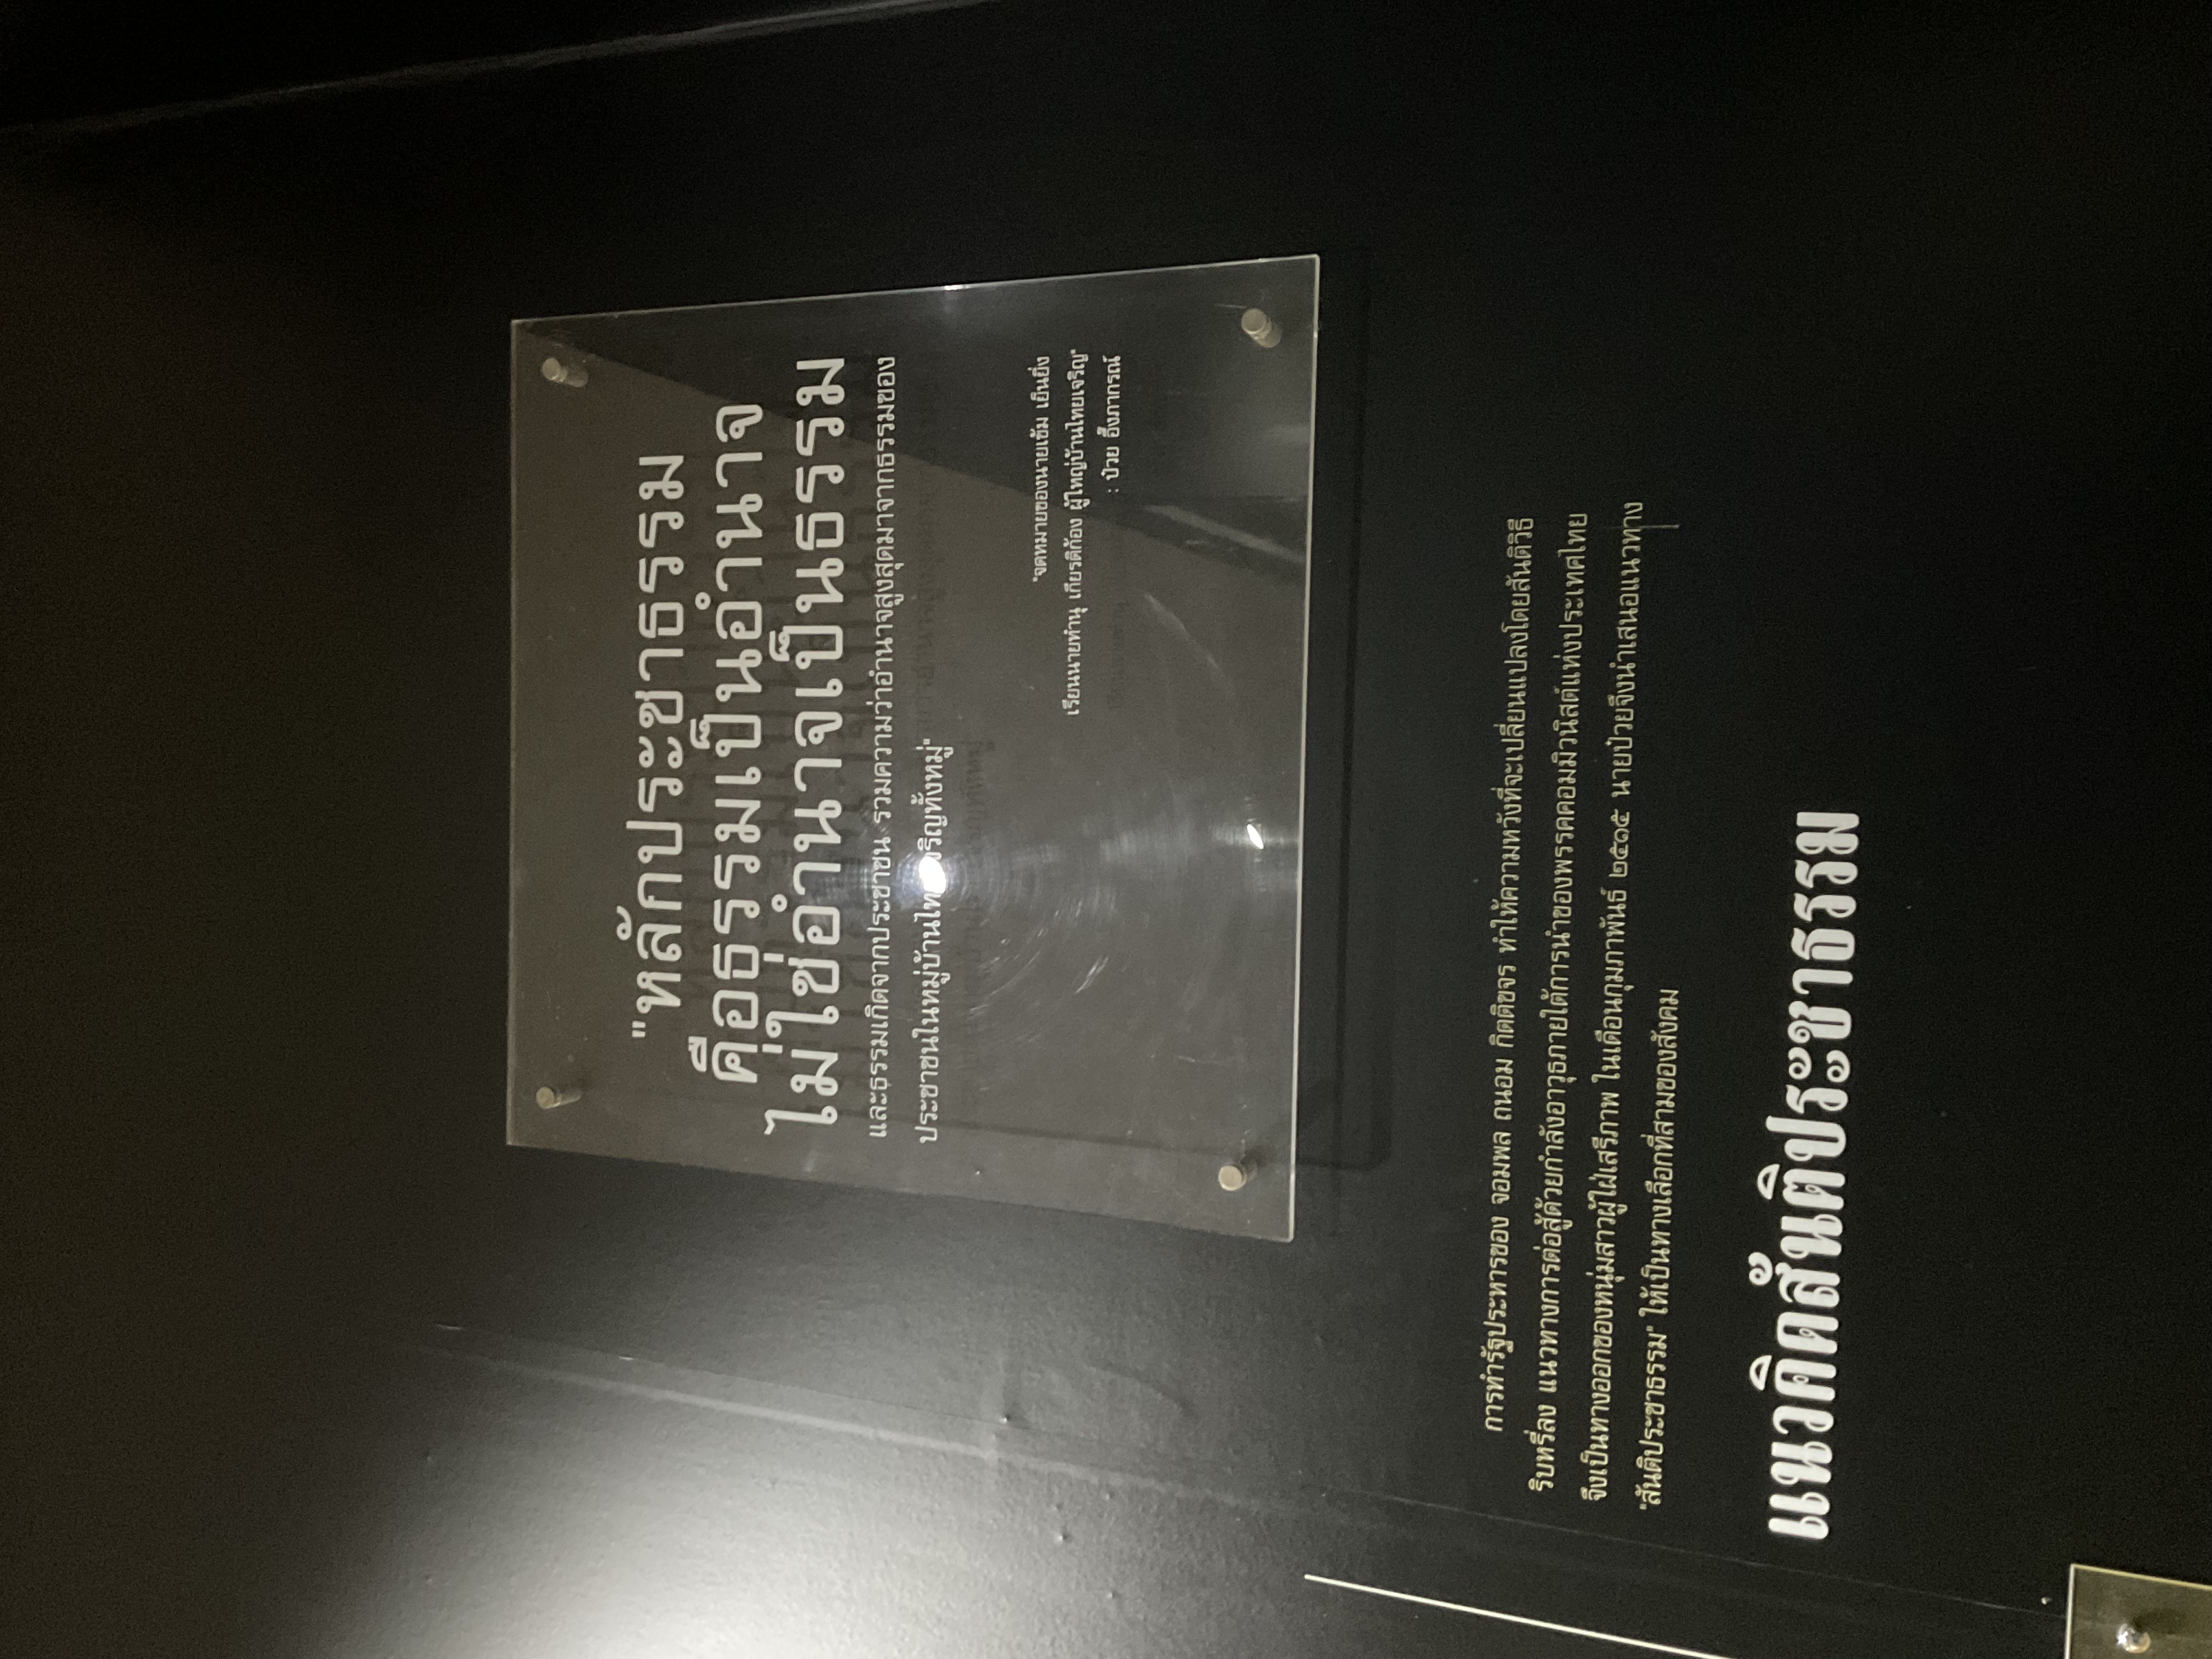 "หลักประชาธรรม
คือธรรมเป็นอำนาจ
ไม่ใช่อำนาจเป็นธรรม
และธรรมเกิดจากประชาชน รวมความว่าอำนาจสูงสุดมาจากธรรมของ
ประชาชนในหมู่บ้านไทยเจริญทั้งหมู่"
"จดหมายของนายเข้ม เย็นยิ่ง
เรียนนายทำนุ เกียรติก้อง ผู้ใหญ่บ้านไทยเจริญ"
: ป๋วย อึ๊งภากรณ์
การทำรัฐประหารของ จอมพล ถนอม กิตติขจร ทำให้ความหวังที่จะเปลี่ยนแปลงโดยสันติวิธี
ริบหรี่ลง แนวทางการต่อสู้ด้วยกำลังอาวุธภายใต้การนำของพรรคคอมมิวนิสต์แห่งประเทศไทย
จึงเป็นทางออกของหนุ่มสาวผู้ใฝ่เสรีภาพ ในเดือนกุมภาพันธ์ ๒๕๑๕ นายป๋วยจึงนำเสนอแนวทาง
"สันติประชาธรรม" ให้เป็นทางเลือกที่สามของสังคม
แนวคิดสันติประชาธรรม